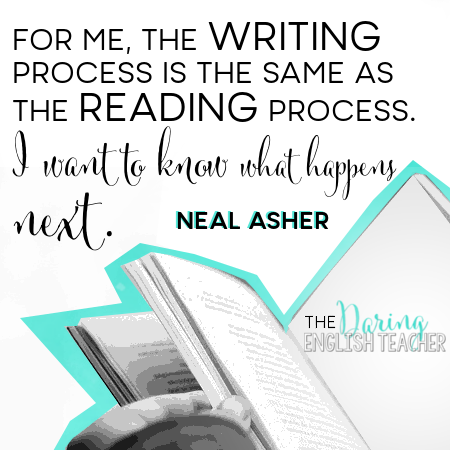 FOR ME, THE WRITING
PROCESS IS THE SAME AS
THE READING PROCESS.
I want to know what happens
next.
NEAL ASHER
THE Daring
ENGLISH TEACHER